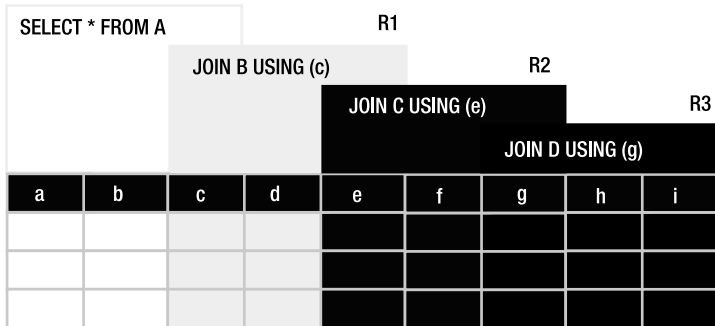 SELECT * FROM A R1
JOIN B USING (c) R2
JOIN C USING (e) R3
JOIN D USING (g)
a b c d e f g h i